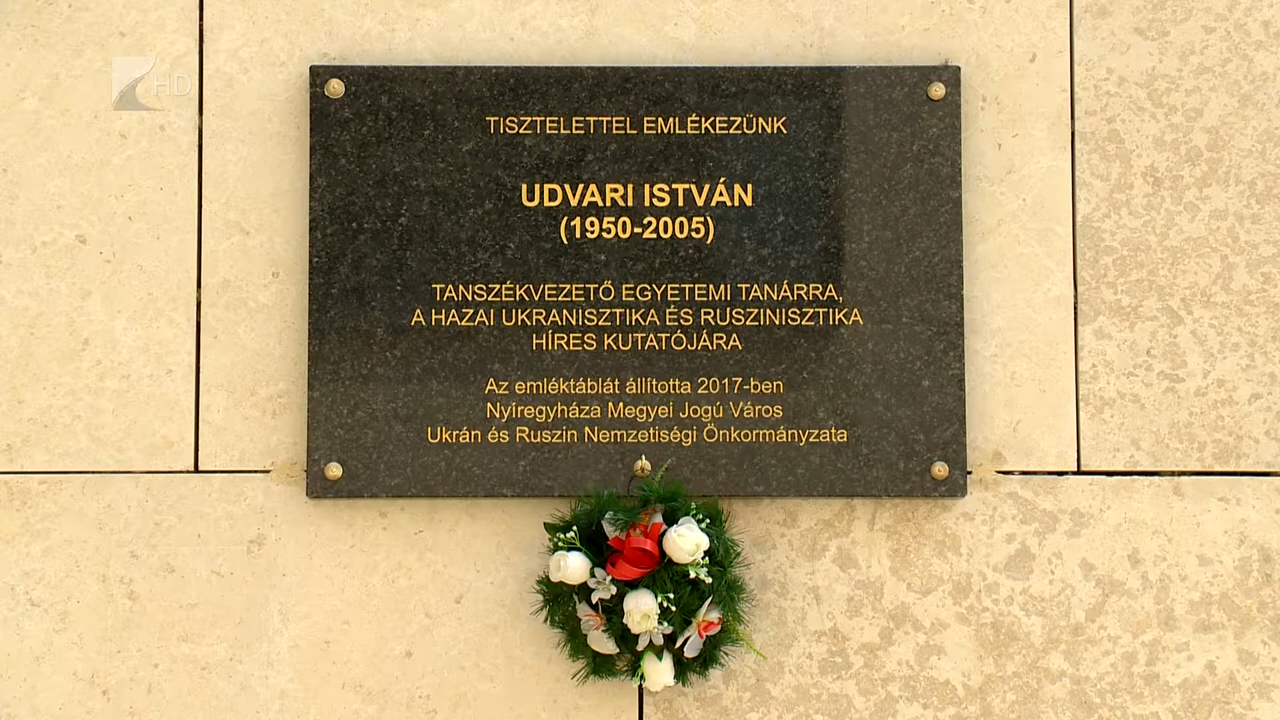 HD
TISZTELETTEL EMLÉKEZÜNK
UDVARI ISTVÁN
(1950-2005)
TANSZÉKVEZETŐ EGYETEMI TANÁRRA,
A HAZAI UKRANISZTIKA ÉS RUSZINISZTIKA
HÍRES KUTATÓJÁRA
Az emléktáblát állította 2017-ben
Nyíregyháza Megyei Jogú Város
Ukrán és Ruszin Nemzetiségi Önkormányzata